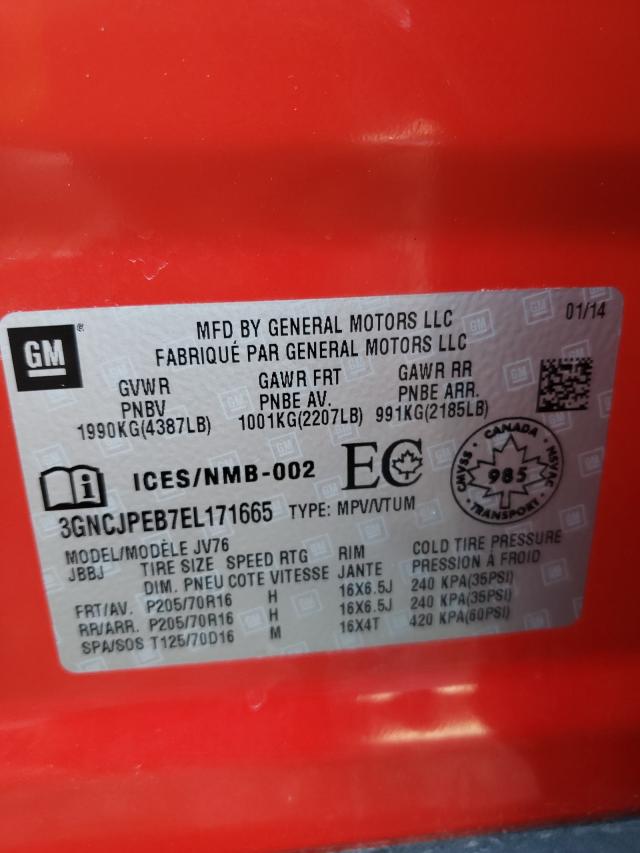 GM ®
MFD BY GENERAL MOTORS LLC 01/14
FABRIQUÉ PAR GENERAL MOTORS LLC
GVWR GAWR FRT GAWR RR
PNBV PNBE AV. PNBE ARR.
1990KG(4387LB) 1001KG(2207LB) 991KG(2185LB)
i ICES/NMB-002 EC
CANADA
CMVSS 985 NSVAC
TRANSPORT
3GNCJPEB7EL171665 TYPE: MPV/VTUM
MODEL/MODÈLE JV76
JBBJ TIRE SIZE SPEED RTG RIM COLD TIRE PRESSURE
DIM. PNEU COTE VITESSE JANTE PRESSION À FROID
FRT/AV. P205/70R16 H 16X6.5J 240 KPA(35PSI)
RR/ARR. P205/70R16 H 16X6.5J 240 KPA(35PSI)
SPA/SOS T125/70D16 M 16X4T 420 KPA(60PSI)